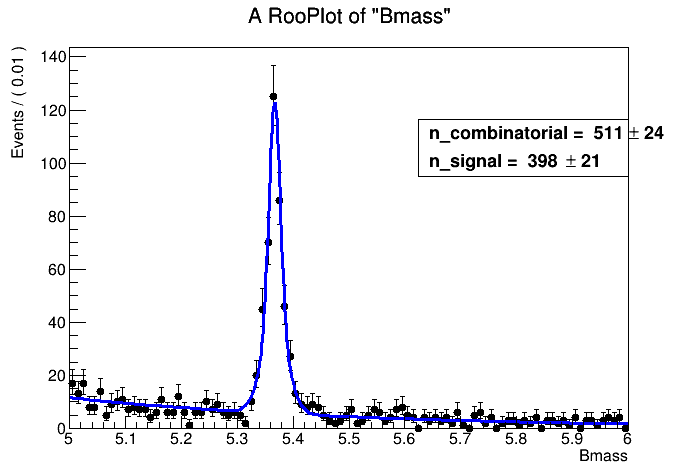 A RooPlot of "Bmass"
Events / ( 0.01 )
140
120
100
80
60
40
20
0
n_combinatorial = 511 ± 24
n_signal = 398 ± 21
5 5.1 5.2 5.3 5.4 5.5 5.6 5.7 5.8 5.9 6
Bmass